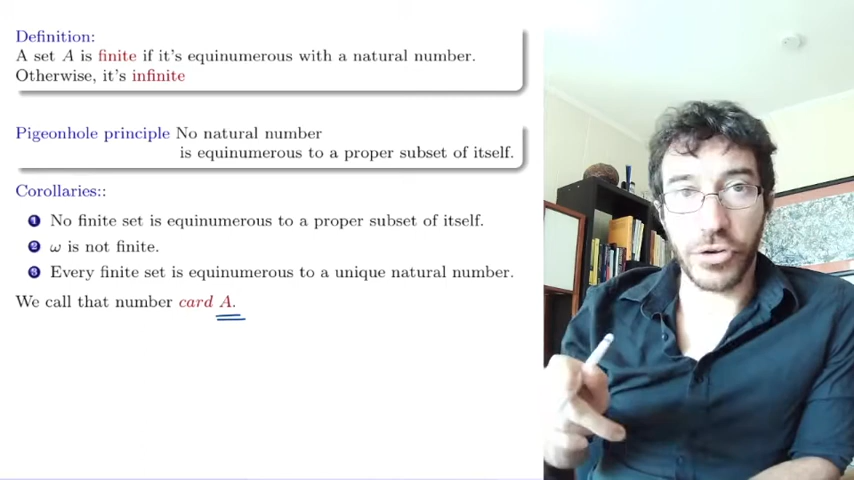 Definition:
A set A is finite if it's equinumerous with a natural number.
Otherwise, it's infinite
Pigeonhole principle No natural number
is equinumerous to a proper subset of itself.
Corollaries::
1 No finite set is equinumerous to a proper subset of itself.
2 ω is not finite.
3 Every finite set is equinumerous to a unique natural number.
We call that number card A.